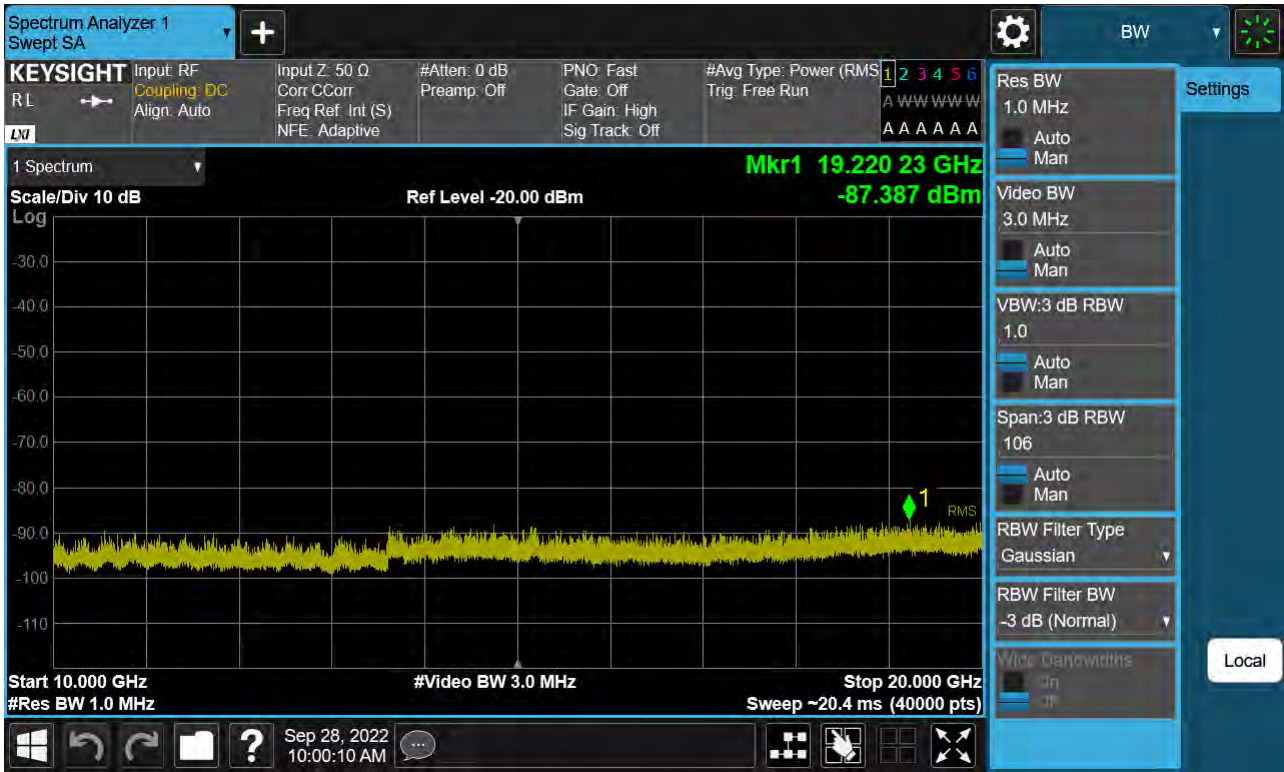 Spectrum Analyzer 1
Swept SA
+
BW
KEYSIGHT
RL
LXI
Input: RF
Coupling: DC
Align: Auto
Input Z: 50 Ω
Corr CCorr
Freq Ref: Int (S)
NFE: Adaptive
#Atten: 0 dB
Preamp: Off
PNO: Fast
Gate: Off
IF Gain: High
Sig Track: Off
#Avg Type: Power (RMS
Trig: Free Run
1 2 3 4 5 6
A W W W W W
A A A A A A
1 Spectrum
Mkr1 19.220 23 GHz
Scale/Div 10 dB
Ref Level -20.00 dBm
-87.387 dBm
Log
-30.0
-40.0
-50.0
-60.0
-70.0
-80.0
1
RMS
-90.0
-100
-110
Start 10.000 GHz
#Video BW 3.0 MHz
Stop 20.000 GHz
#Res BW 1.0 MHz
Sweep ~20.4 ms (40000 pts)
?
Sep 28, 2022
10:00:10 AM
Res BW
1.0 MHz
Auto
Man
Video BW
3.0 MHz
Auto
Man
VBW:3 dB RBW
1.0
Auto
Man
Span:3 dB RBW
106
Auto
Man
RBW Filter Type
Gaussian
RBW Filter BW
-3 dB (Normal)
Settings
Local